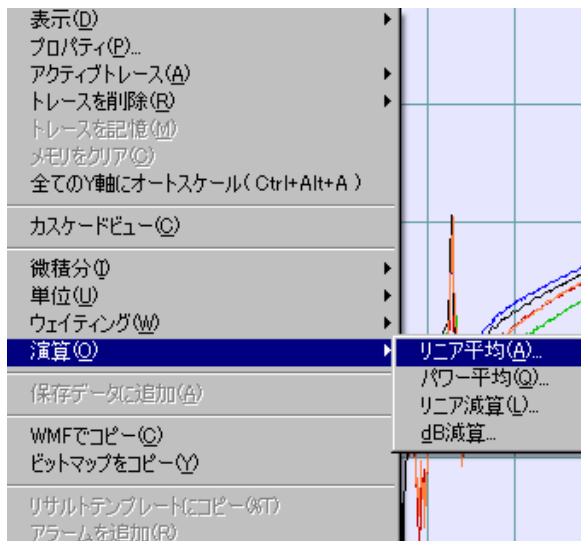 表示(D)
プロパティ(P)...
アクティブトレース(A)
トレースを削除(R)
トレースを記憶(M)
メモリをクリア(C)
全てのY軸にオートスケール( Ctrl+Alt+A )
カスケードビュー(C)
微積分(I)
単位(U)
ウェイティング(W)
演算(O)
リニア平均(A)...
パワー平均(Q)...
リニア減算(L)...
dB減算...
保存データに追加(A)
WMFでコピー(C)
ビットマップをコピー(Y)
リサルトテンプレートにコピー(%T)
アラームを追加(R)